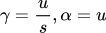 γ = u/s, α = u